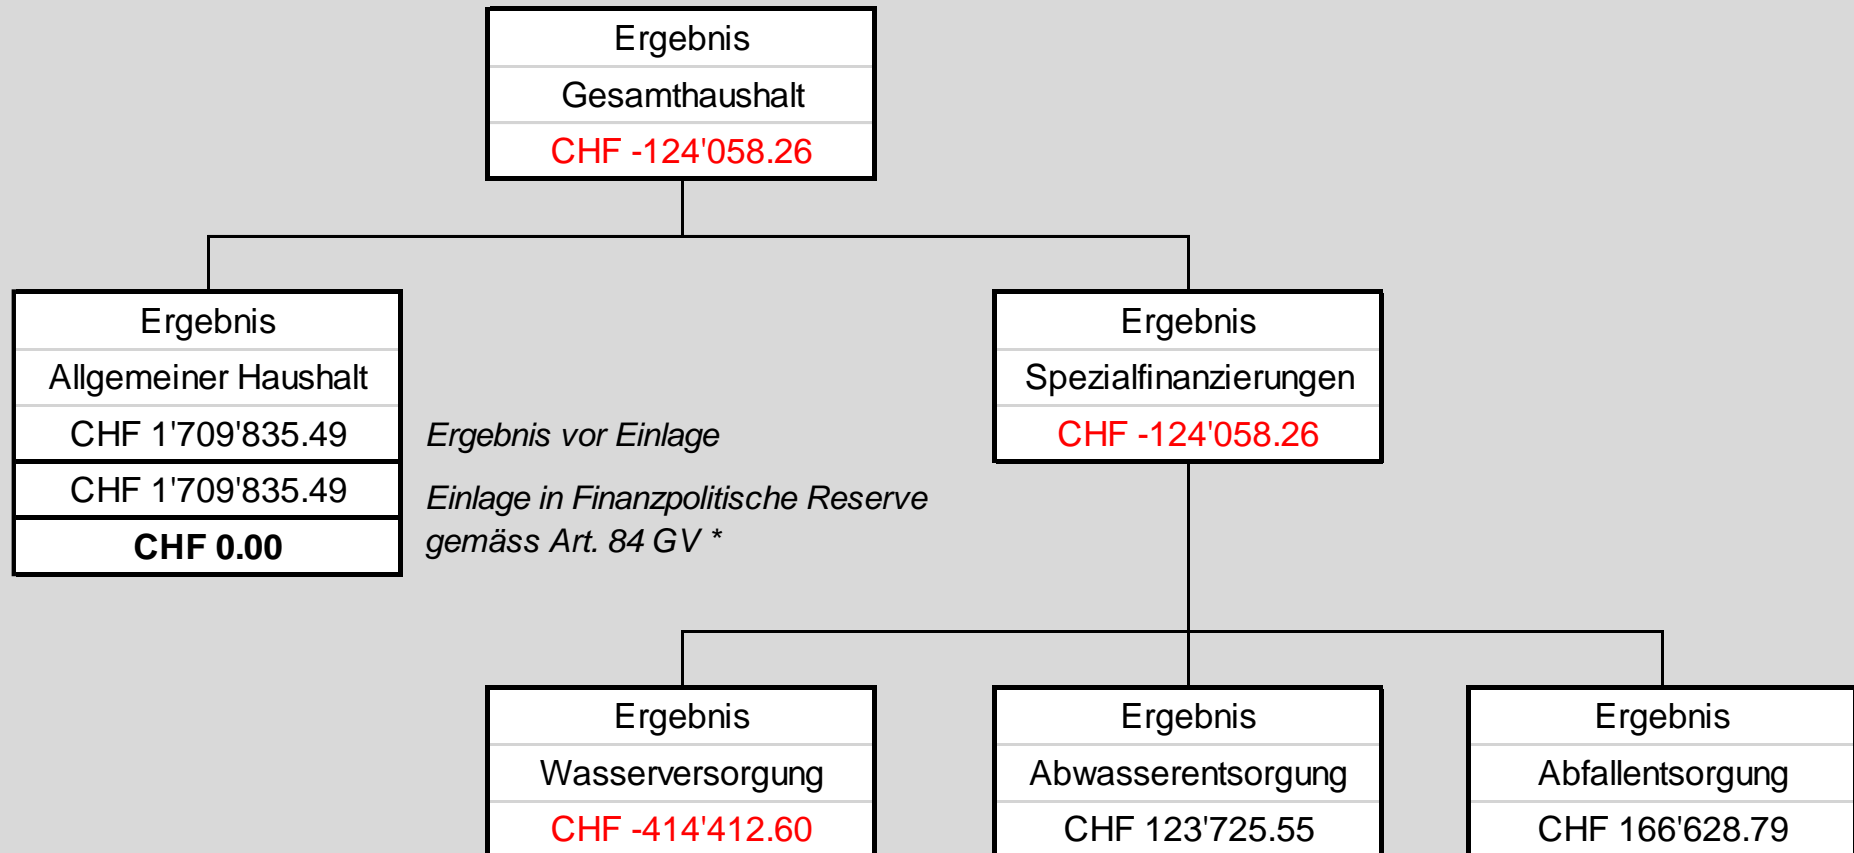 Ergebnis
Gesamthaushalt
CHF -124'058.26
Ergebnis
Allgemeiner Haushalt
CHF 1'709'835.49
CHF 1'709'835.49
CHF 0.00
Ergebnis vor Einlage
Einlage in Finanzpolitische Reserve
gemäss Art. 84 GV *
Ergebnis
Spezialfinanzierungen
CHF -124'058.26
Ergebnis
Wasserversorgung
CHF -414'412.60
Ergebnis
Abwasserentsorgung
CHF 123'725.55
Ergebnis
Abfallentsorgung
CHF 166'628.79